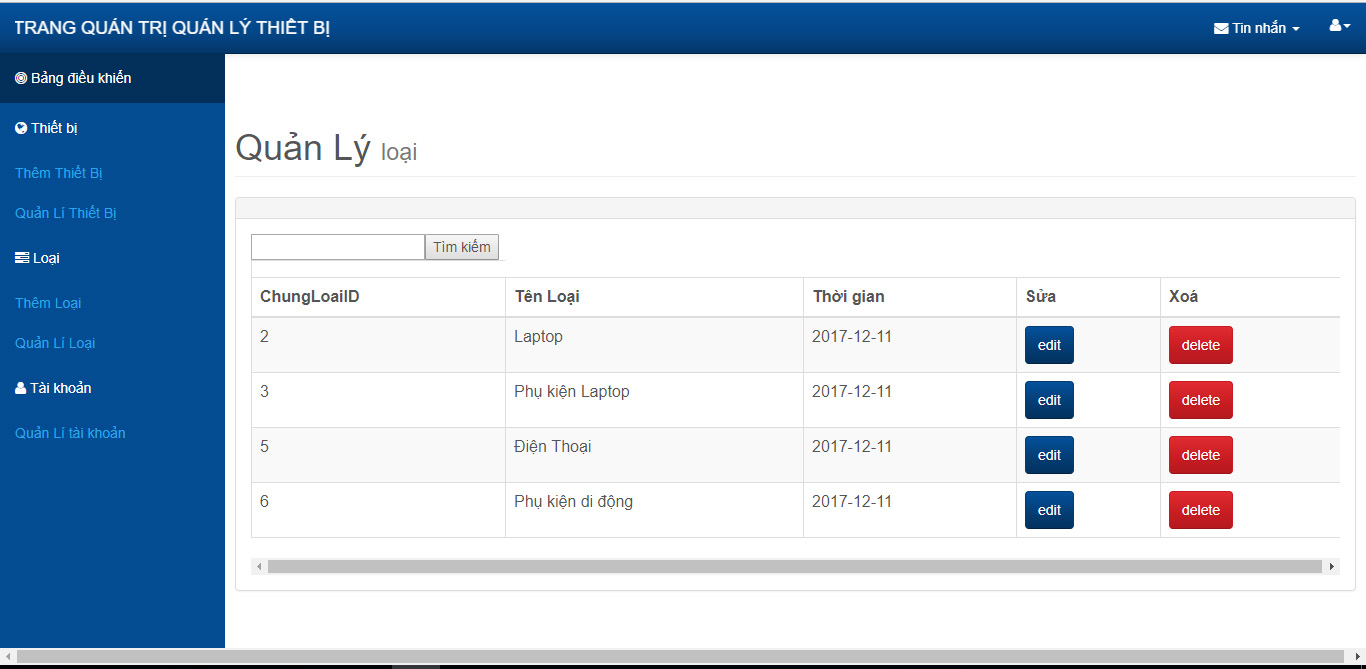 TRANG QUẢN TRỊ QUẢN LÝ THIẾT BỊ
Tin nhắn
Bảng điều khiển
Thiết bị
Thêm Thiết Bị
Quản Lí Thiết Bị
Loại
Thêm Loại
Quản Lí Loại
Tài khoản
Quản Lí tài khoản
Quản Lý loại
Tìm kiếm
ChungLoaiID Tên Loại Thời gian Sửa Xoá
2 Laptop 2017-12-11 edit delete
3 Phụ kiện Laptop 2017-12-11 edit delete
5 Điện Thoại 2017-12-11 edit delete
6 Phụ kiện di động 2017-12-11 edit delete